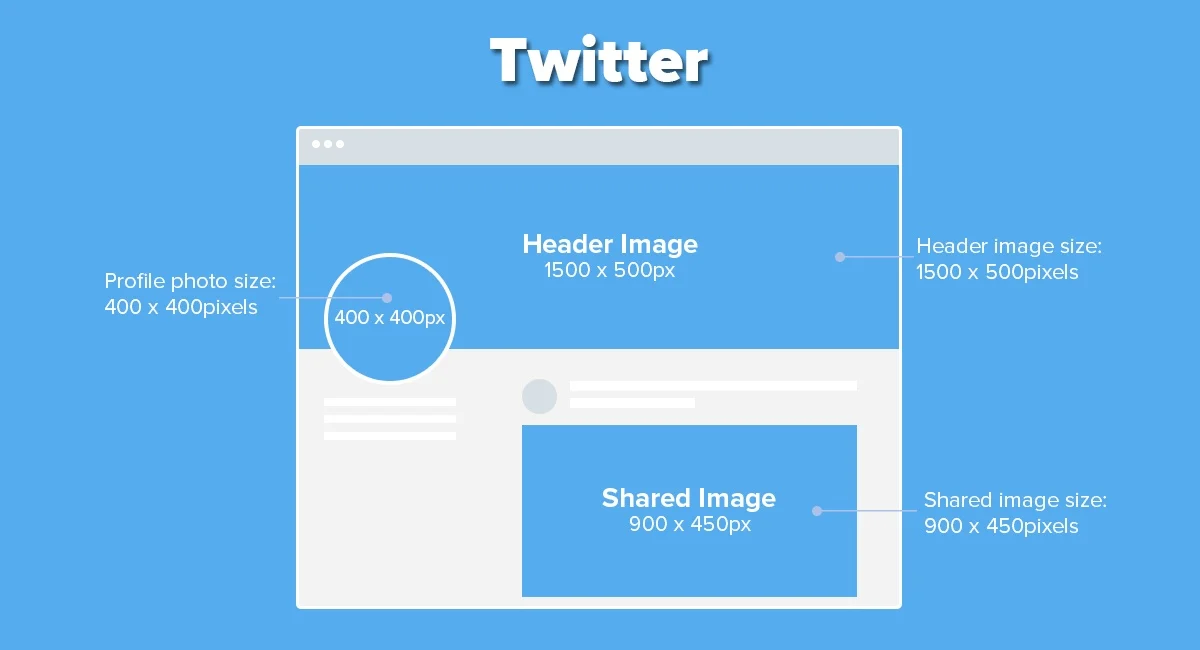 Twitter
Header Image
1500 x 500px
Header image size:
1500 x 500pixels
Profile photo size:
400 x 400pixels
400 x 400px
Shared Image
900 x 450px
Shared image size:
900 x 450pixels